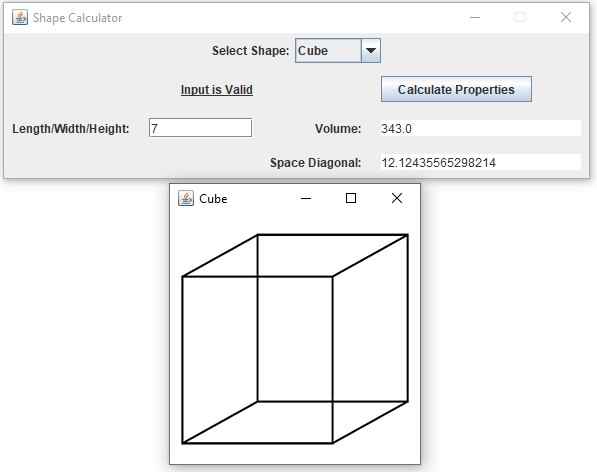 Shape Calculator
Select Shape: Cube
Input is Valid Calculate Properties
Length/Width/Height: 7 Volume: 343.0
Space Diagonal: 12.12435565298214
Cube